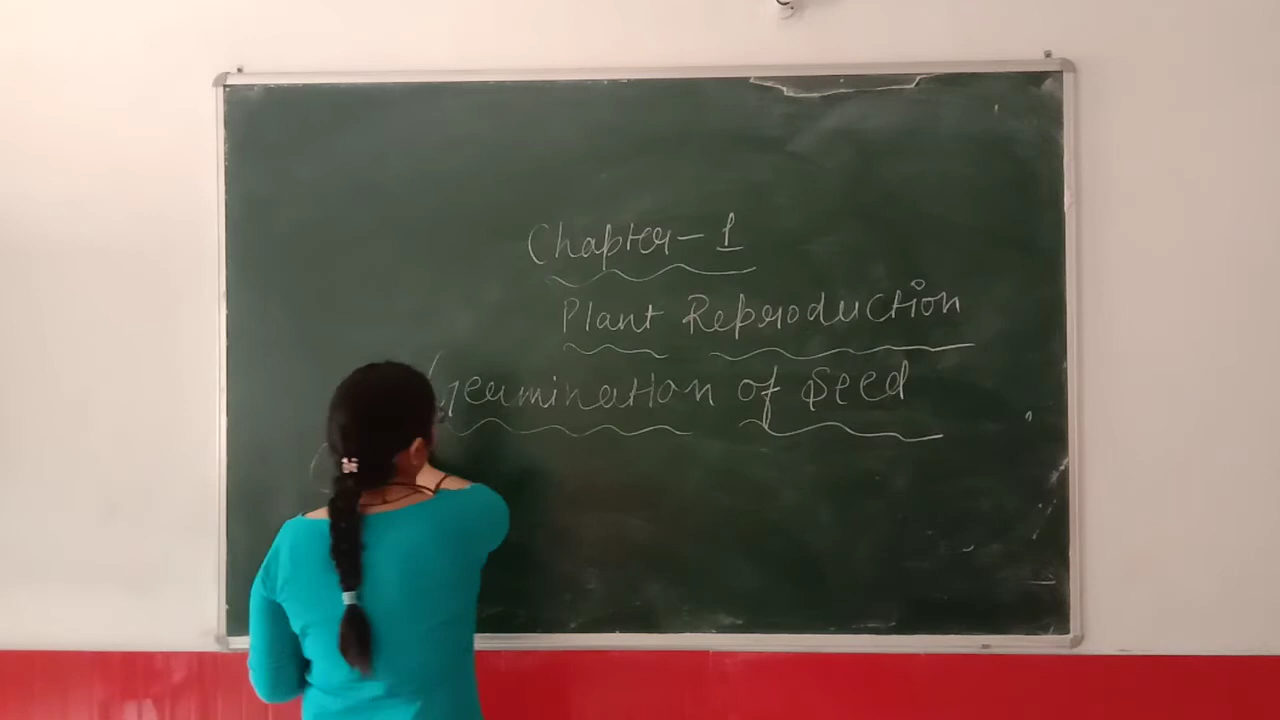 Chapter-1
Plant Reproduction
Germination of Seed